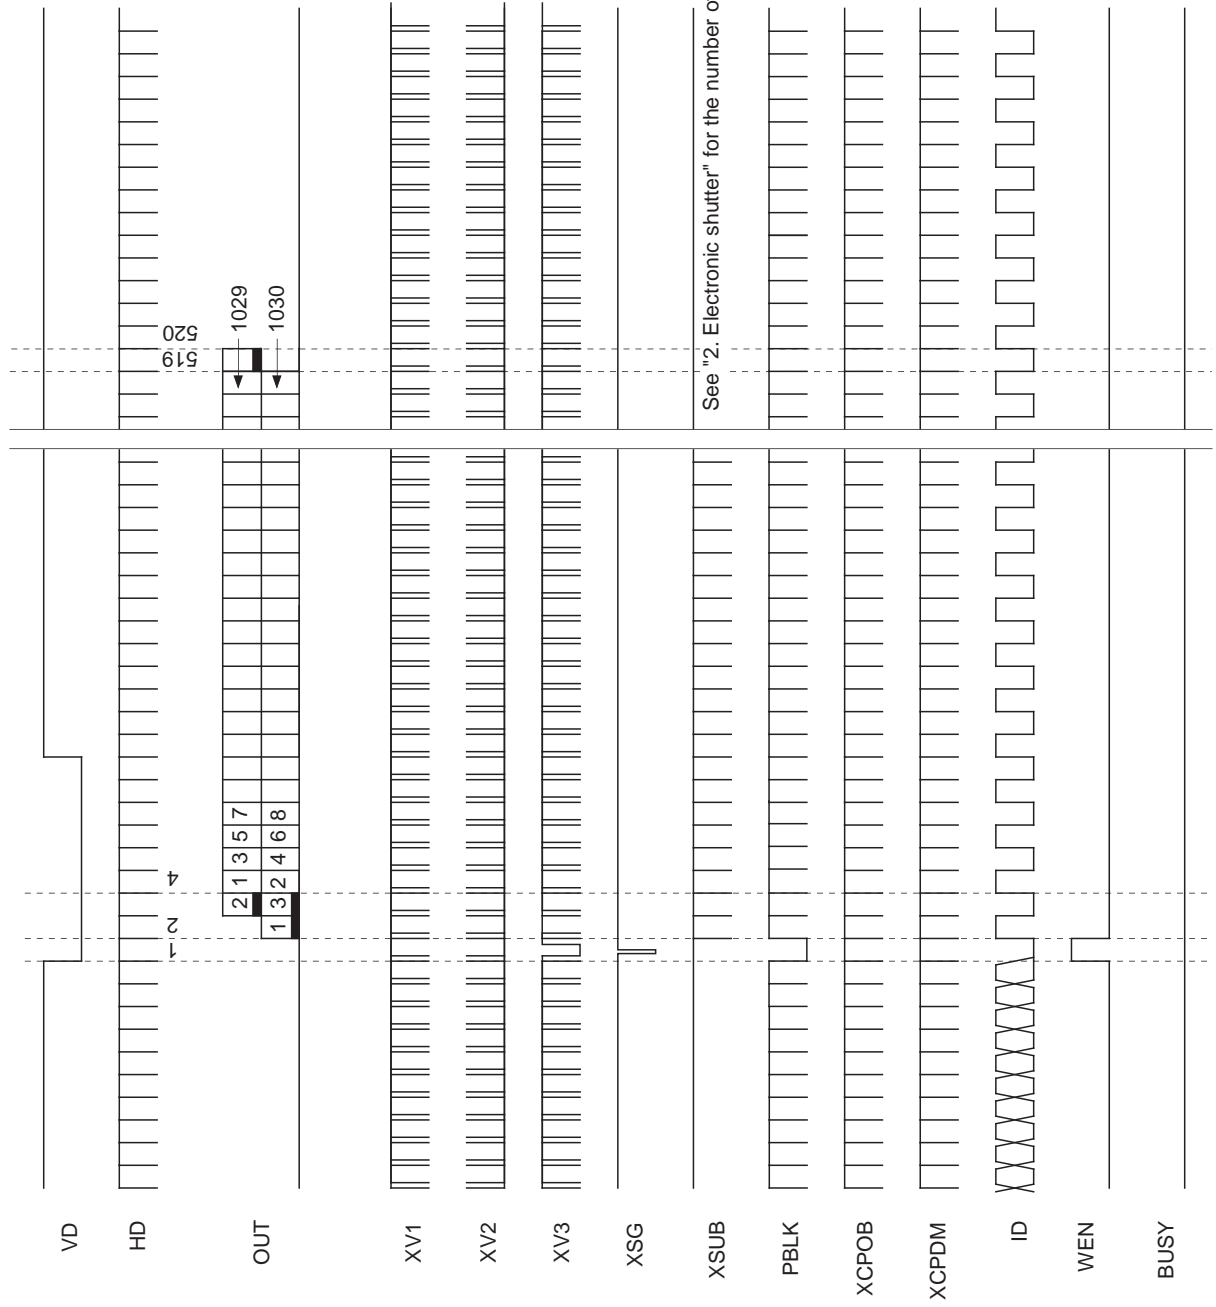 VD
HD
1
2
4
519
520
OUT
2 1 3 5 7
1 3 2 4 6 8
1029
1030
XV1
XV2
XV3
XSG
XSUB
See "2. Electronic shutter" for the number
PBLK
XCPOB
XCPDM
ID
WEN
BUSY